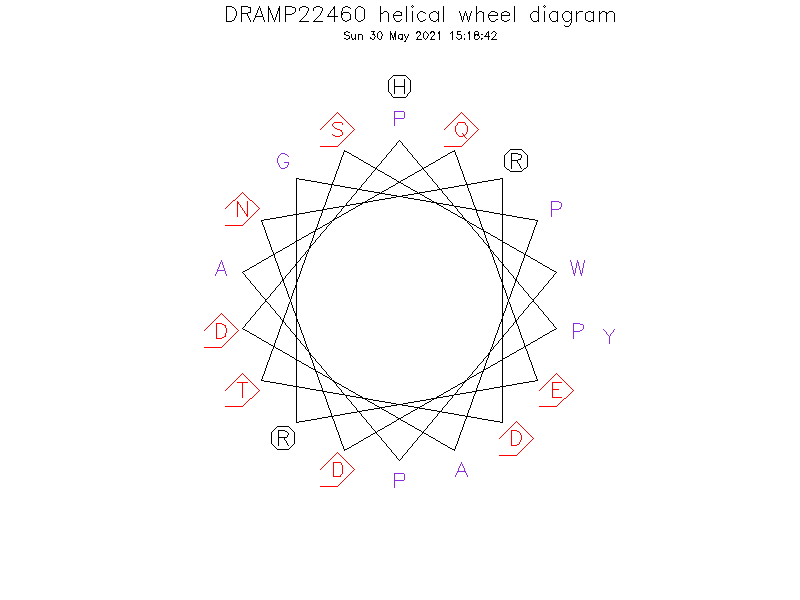 DRAMP22460 helical wheel diagram
Sun 30 May 2021 15:18:42
H
S P Q
G R
N P
A W
D P Y
T E
R D
D P A